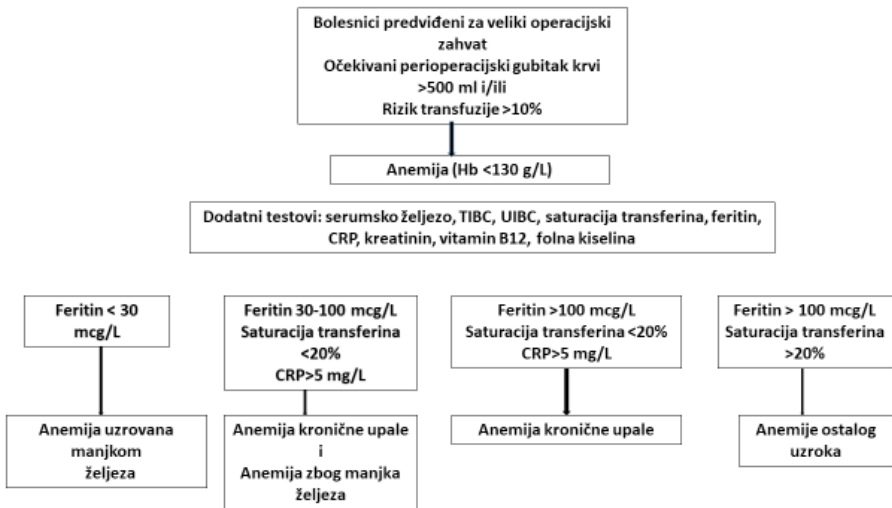 Bolesnici predviđeni za veliki operacijski
zahvat
Očekivani perioperacijski gubitak krvi
>500 ml i/ili
Rizik transfuzije >10%
Anemija (Hb <130 g/L)
Dodatni testovi: serumsko željezo, TIBC, UIBC, saturacija transferina, feritin,
CRP, kreatinin, vitamin B12, folna kiselina
Feritin < 30
mcg/L
Feritin 30-100 mcg/L
Saturacija transferina
<20%
CRP>5 mg/L
Feritin >100 mcg/L
Saturacija transferina <20%
CRP>5 mg/L
Feritin > 100 mcg/L
Saturacija transferina
>20%
Anemija uzrovana
manjkom
željeza
Anemija kronične upale
i
Anemija zbog manjka
željeza
Anemija kronične upale
Anemije ostalog
uzroka